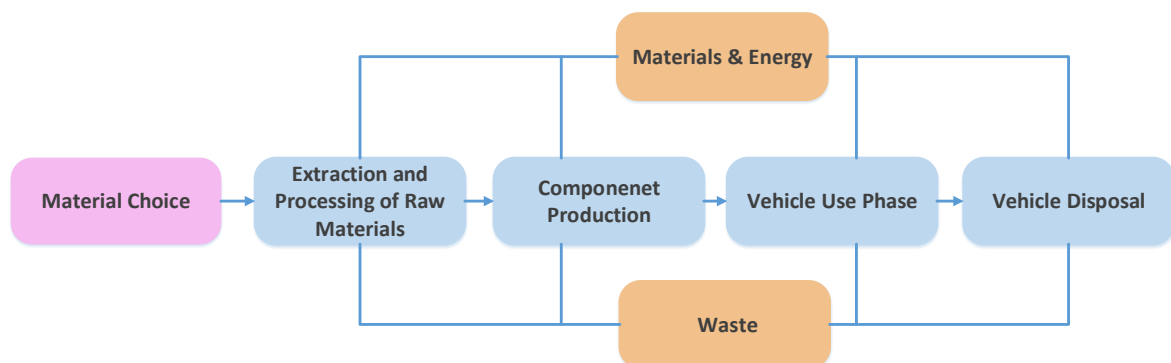 Materials & Energy
Material Choice
Extraction and
Processing of Raw
Materials
Componenet
Production
Vehicle Use Phase
Vehicle Disposal
Waste